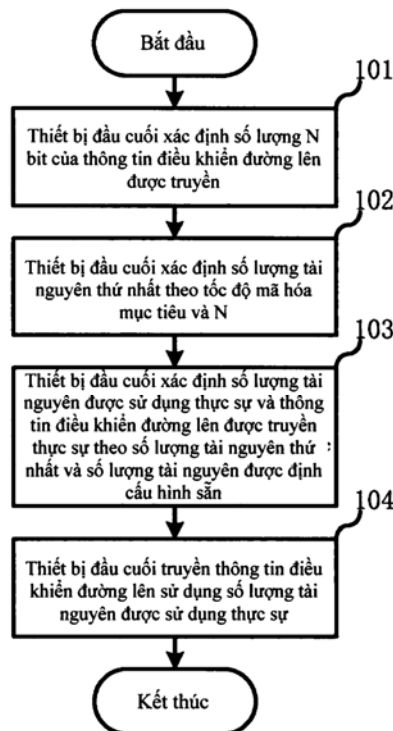 Bắt đầu
101
Thiết bị đầu cuối xác định số lượng N
bit của thông tin điều khiển đường lên
được truyền
102
Thiết bị đầu cuối xác định số lượng tài
nguyên thứ nhất theo tốc độ mã hóa
mục tiêu và N
103
Thiết bị đầu cuối xác định số lượng tài
nguyên được sử dụng thực sự và thông
tin điều khiển đường lên được truyền
thực sự theo số lượng tài nguyên thứ
nhất và số lượng tài nguyên được định
cấu hình sẵn
104
Thiết bị đầu cuối truyền thông tin điều
khiển đường lên sử dụng số lượng tài
nguyên được sử dụng thực sự
Kết thúc